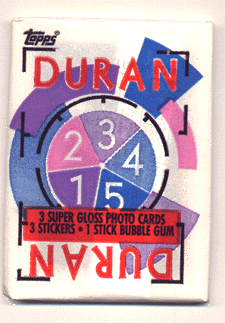 Topps
DURAN
3
2 4
1 5
3 SUPER GLOSS PHOTO CARDS
3 STICKERS • 1 STICK BUBBLE GUM
DURAN